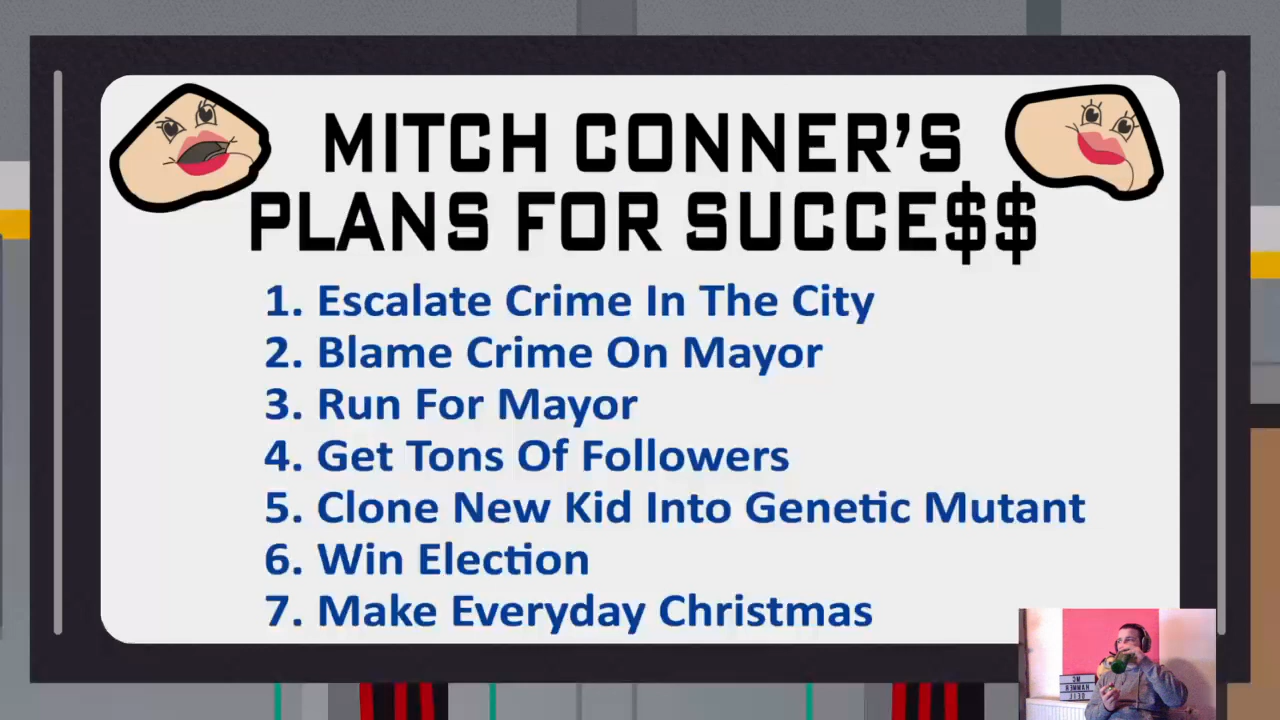 MITCH CONNER'S
PLANS FOR SUCCE$$
1. Escalate Crime In The City
2. Blame Crime On Mayor
3. Run For Mayor
4. Get Tons Of Followers
5. Clone New Kid Into Genetic Mutant
6. Win Election
7. Make Everyday Christmas